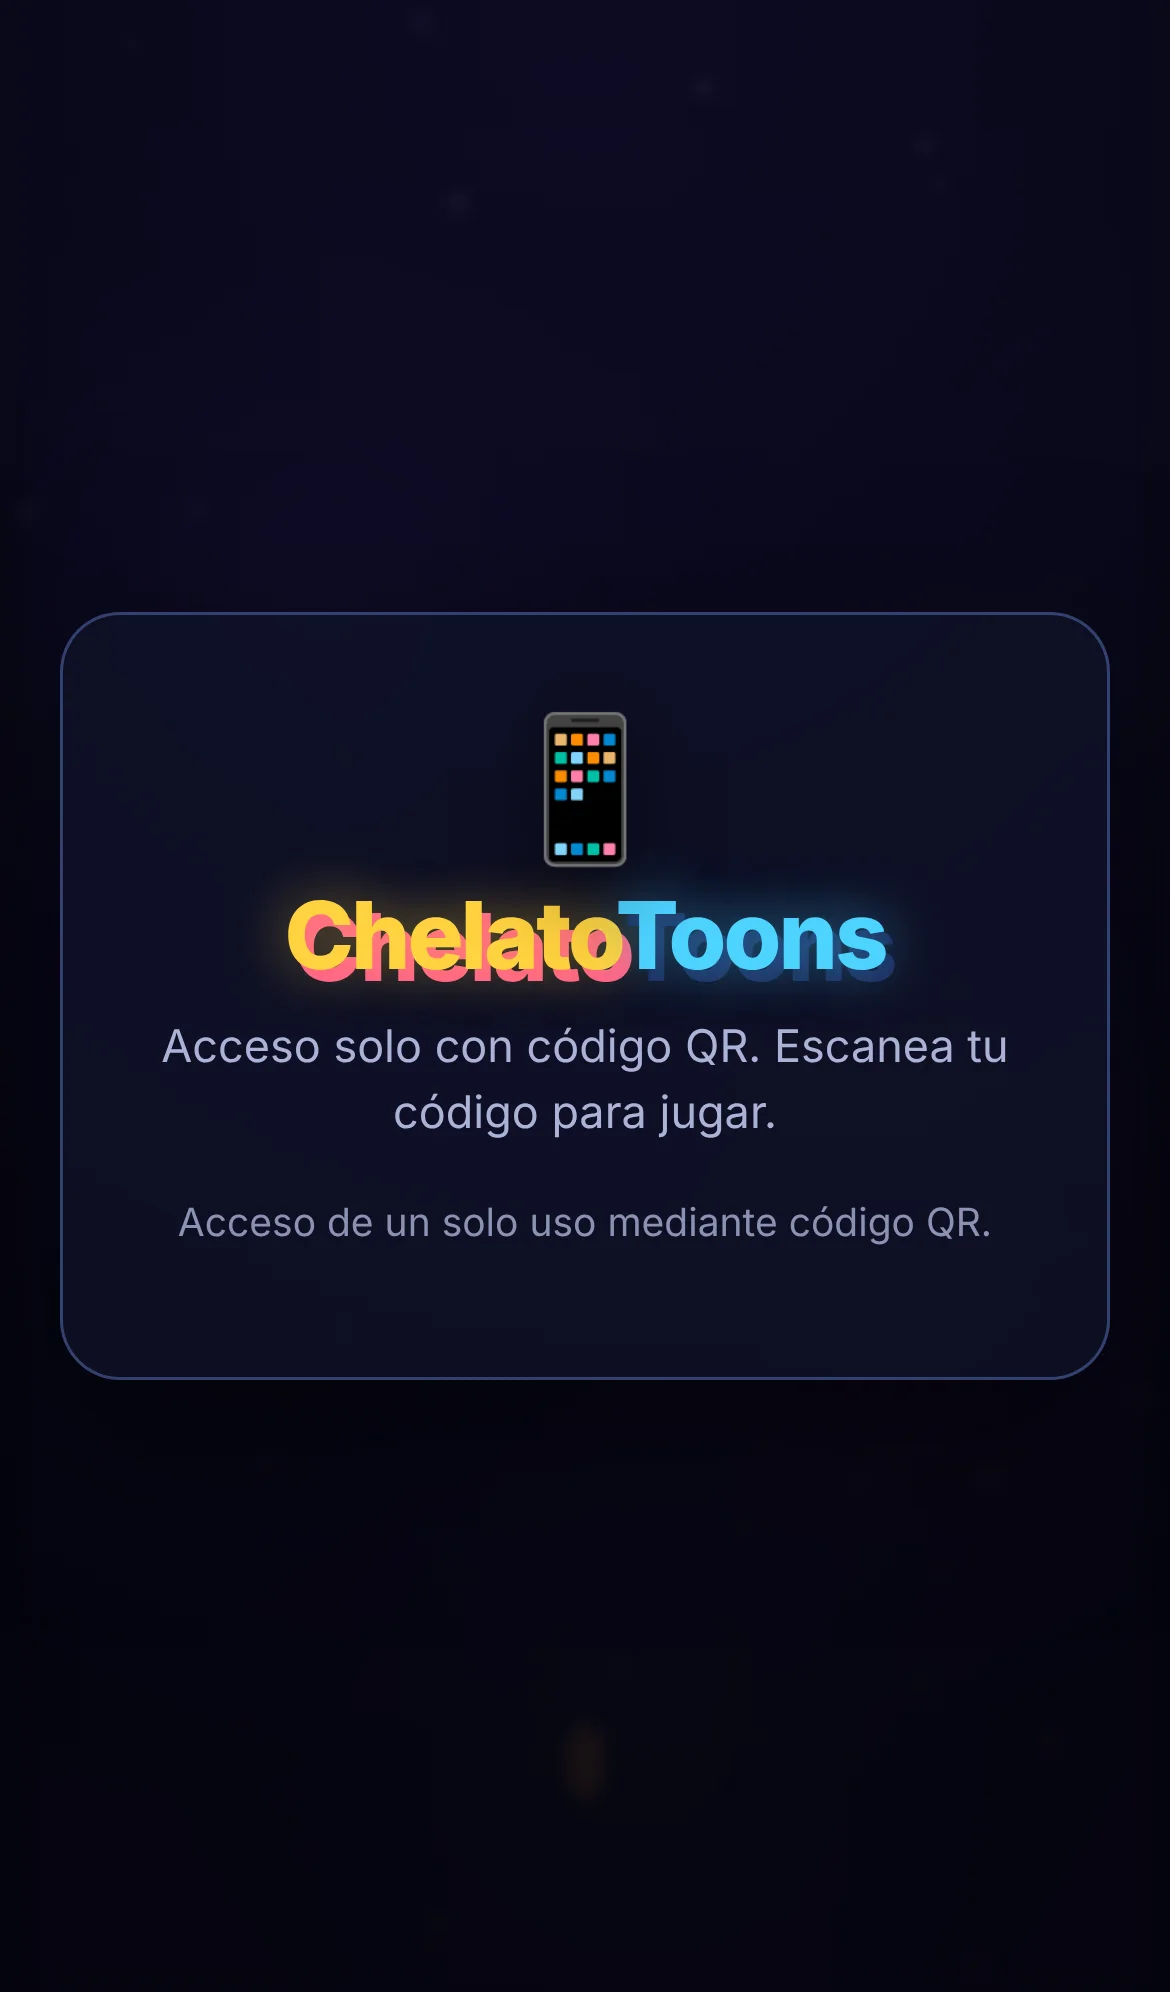 ChelatoToons
Acceso solo con código QR. Escanea tu
código para jugar.
Acceso de un solo uso mediante código QR.